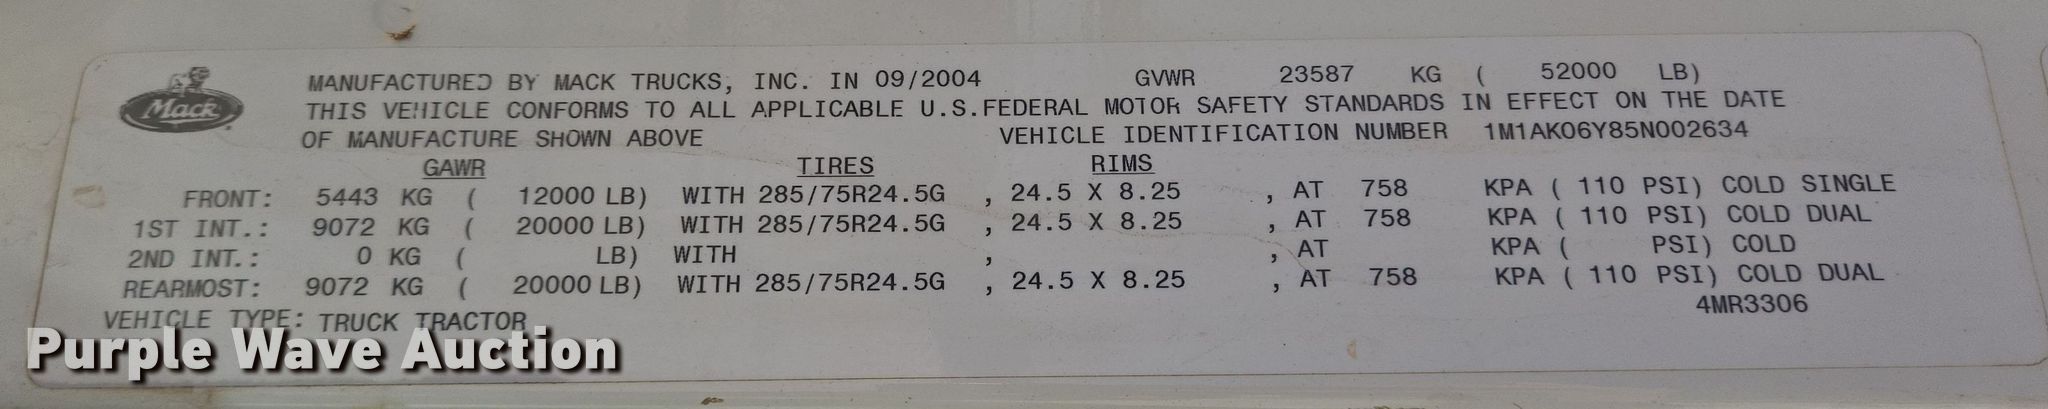 Mack
MANUFACTURED BY MACK TRUCKS, INC. IN 09/2004 GVWR 23587 KG ( 52000 LB)
THIS VEHICLE CONFORMS TO ALL APPLICABLE U.S.FEDERAL MOTOR SAFETY STANDARDS IN EFFECT ON THE DATE
OF MANUFACTURE SHOWN ABOVE VEHICLE IDENTIFICATION NUMBER 1M1AK06Y85N002634
GAWR TIRES RIMS
FRONT: 5443 KG ( 12000 LB) WITH 285/75R24.5G , 24.5 X 8.25 , AT 758 KPA ( 110 PSI) COLD SINGLE
1ST INT.: 9072 KG ( 20000 LB) WITH 285/75R24.5G , 24.5 X 8.25 , AT 758 KPA ( 110 PSI) COLD DUAL
2ND INT.: 0 KG ( LB) WITH , , AT KPA ( PSI) COLD
REARMOST: 9072 KG ( 20000 LB) WITH 285/75R24.5G , 24.5 X 8.25 , AT 758 KPA ( 110 PSI) COLD DUAL
4MR3306
VEHICLE TYPE: TRUCK TRACTOR
Purple Wave Auction